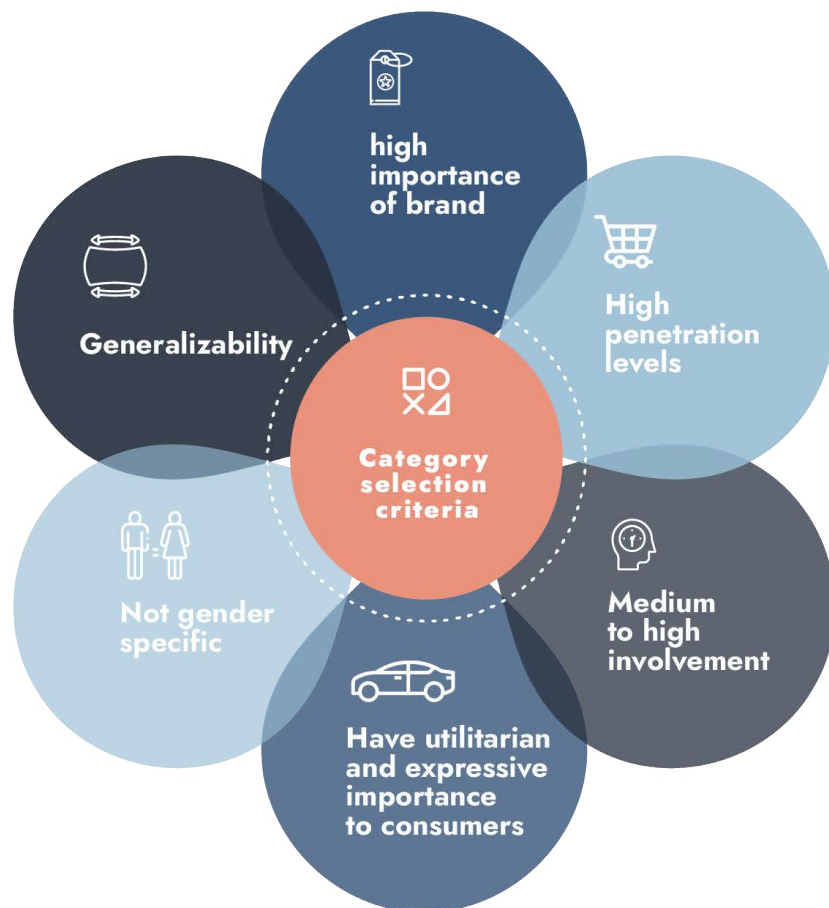 high
importance
of brand
High
penetration
levels
Medium
to high
involvement
Have utilitarian
and expressive
importance
to consumers
Not gender
specific
Generalizability
Category
selection
criteria